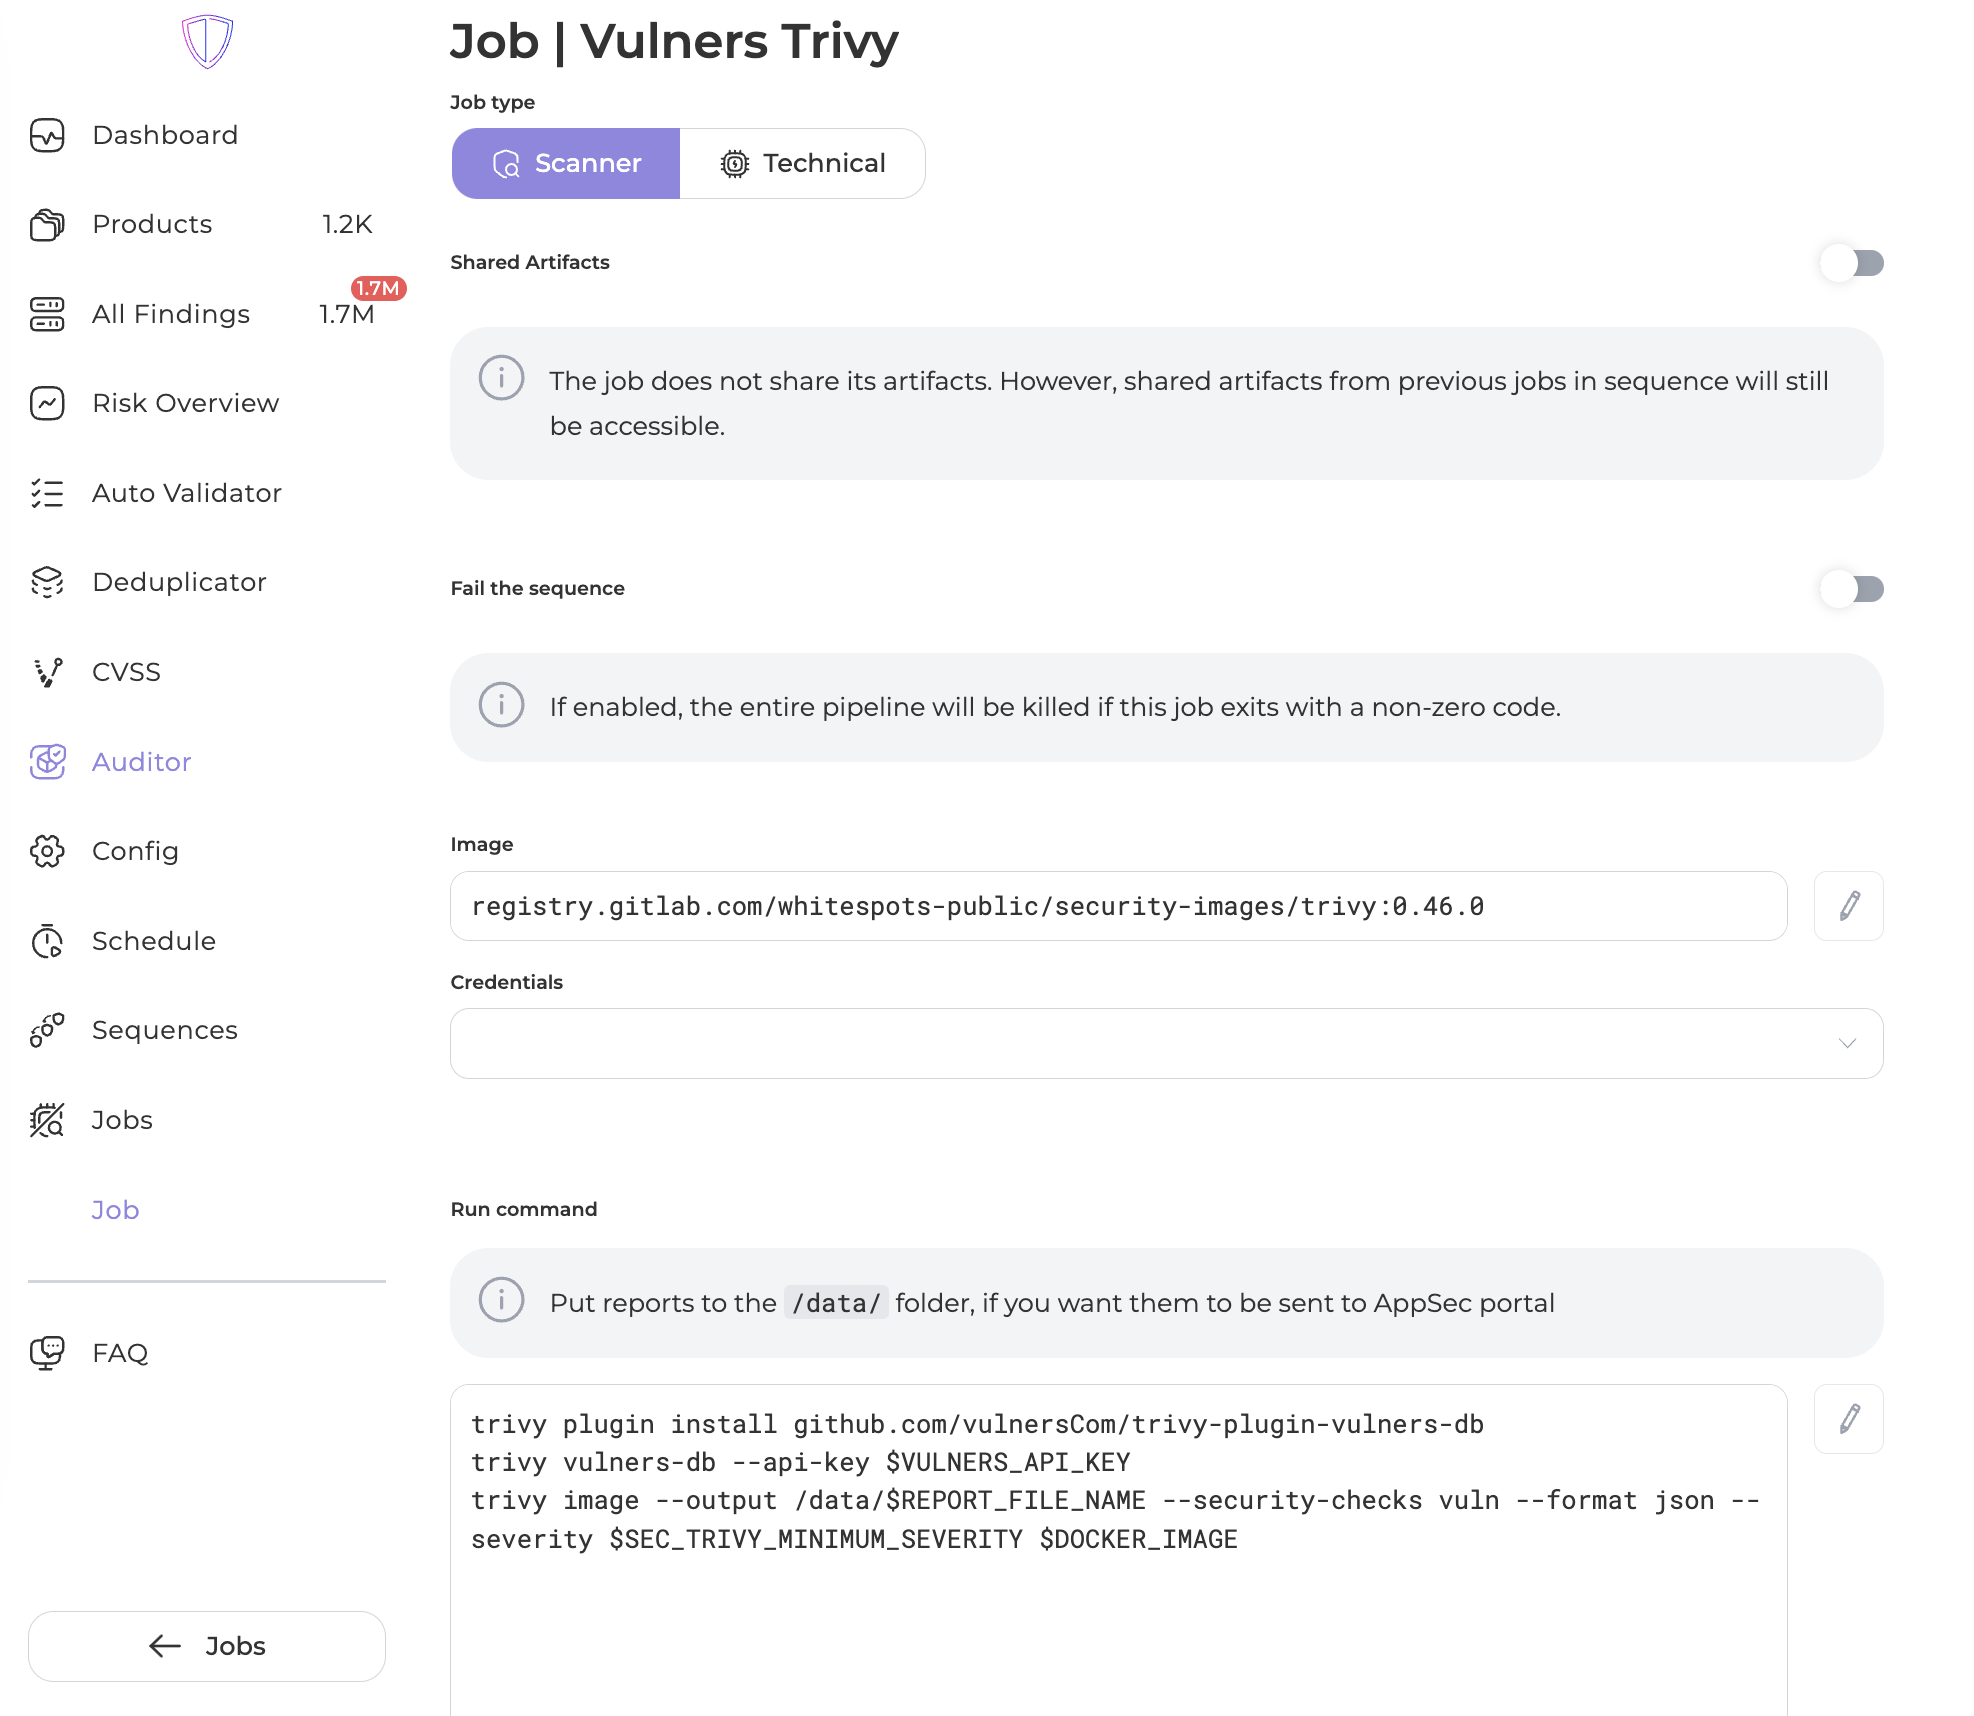 Dashboard
Products 1.2K
1.7M
All Findings 1.7M
Risk Overview
Auto Validator
Deduplicator
CVSS
Auditor
Config
Schedule
Sequences
Jobs
Job
FAQ
Jobs
Job | Vulners Trivy
Job type
Scanner Technical
Shared Artifacts
The job does not share its artifacts. However, shared artifacts from previous jobs in sequence will still
be accessible.
Fail the sequence
If enabled, the entire pipeline will be killed if this job exits with a non-zero code.
Image
registry.gitlab.com/whitespots-public/security-images/trivy:0.46.0
Credentials
Run command
Put reports to the /data/ folder, if you want them to be sent to AppSec portal
trivy plugin install github.com/vulnersCom/trivy-plugin-vulners-db
trivy vulners-db --api-key $VULNERS_API_KEY
trivy image --output /data/$REPORT_FILE_NAME --security-checks vuln --format json --
severity $SEC_TRIVY_MINIMUM_SEVERITY $DOCKER_IMAGE